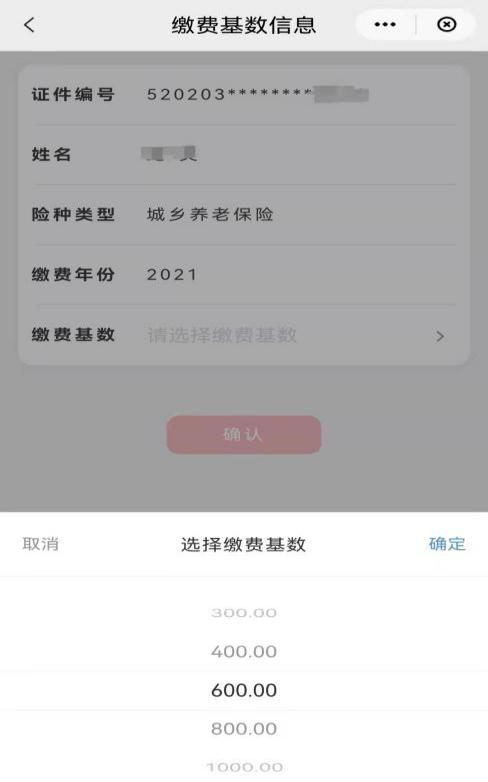 缴费基数信息
证件编号 520203********
姓名
险种类型 城乡养老保险
缴费年份 2021
缴费基数 请选择缴费基数
确认
取消 选择缴费基数 确定
300.00
400.00
600.00
800.00
1000.00